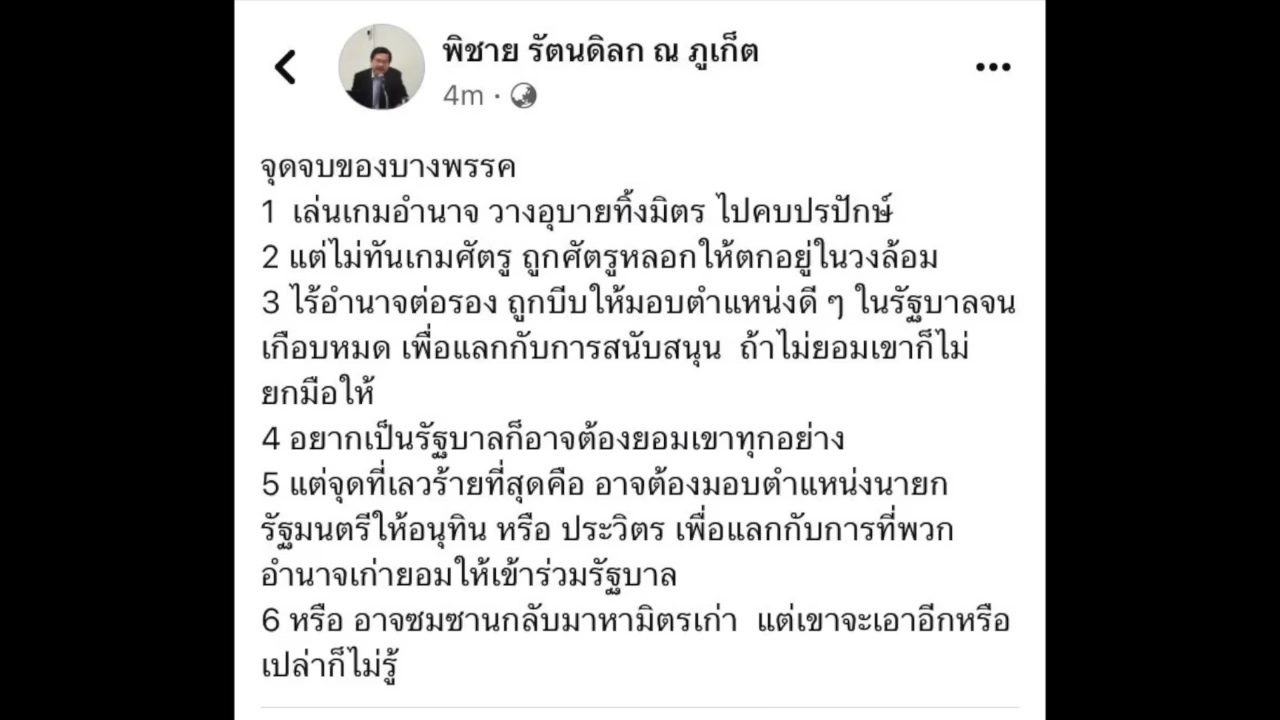 พิชาย รัตนดิลก ณ ภูเก็ต
4m ·
จุดจบของบางพรรค
1  เล่นเกมอำนาจ วางอุบายทิ้งมิตร ไปคบปรปักษ์
2 แต่ไม่ทันเกมศัตรู ถูกศัตรูหลอกให้ตกอยู่ในวงล้อม
3 ไร้อำนาจต่อรอง ถูกบีบให้มอบตำแหน่งดี ๆ ในรัฐบาลจน
เกือบหมด เพื่อแลกกับการสนับสนุน  ถ้าไม่ยอมเขาก็ไม่
ยกมือให้
4 อยากเป็นรัฐบาลก็อาจต้องยอมเขาทุกอย่าง
5 แต่จุดที่เลวร้ายที่สุดคือ อาจต้องมอบตำแหน่งนายก
รัฐมนตรีให้อนุทิน หรือ ประวิตร เพื่อแลกกับการที่พวก
อำนาจเก่ายอมให้เข้าร่วมรัฐบาล
6 หรือ อาจซมซานกลับมาหามิตรเก่า  แต่เขาจะเอาอีกหรือ
เปล่าก็ไม่รู้